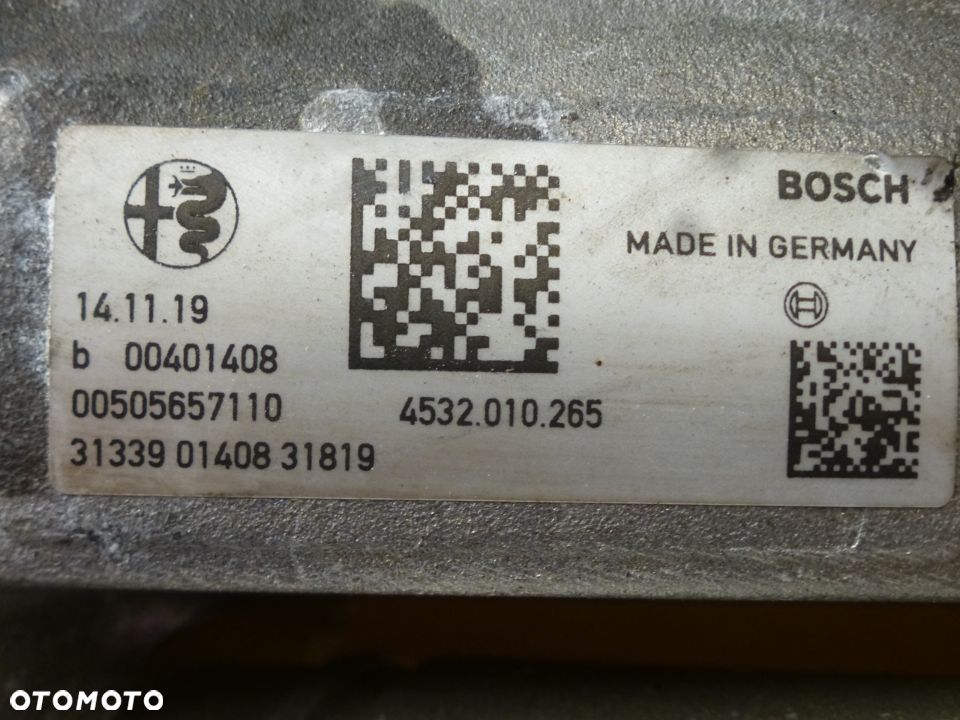 BOSCH
MADE IN GERMANY
14.11.19
b 00401408
00505657110
4532.010.265
31339 01408 31819
OTOMOTO